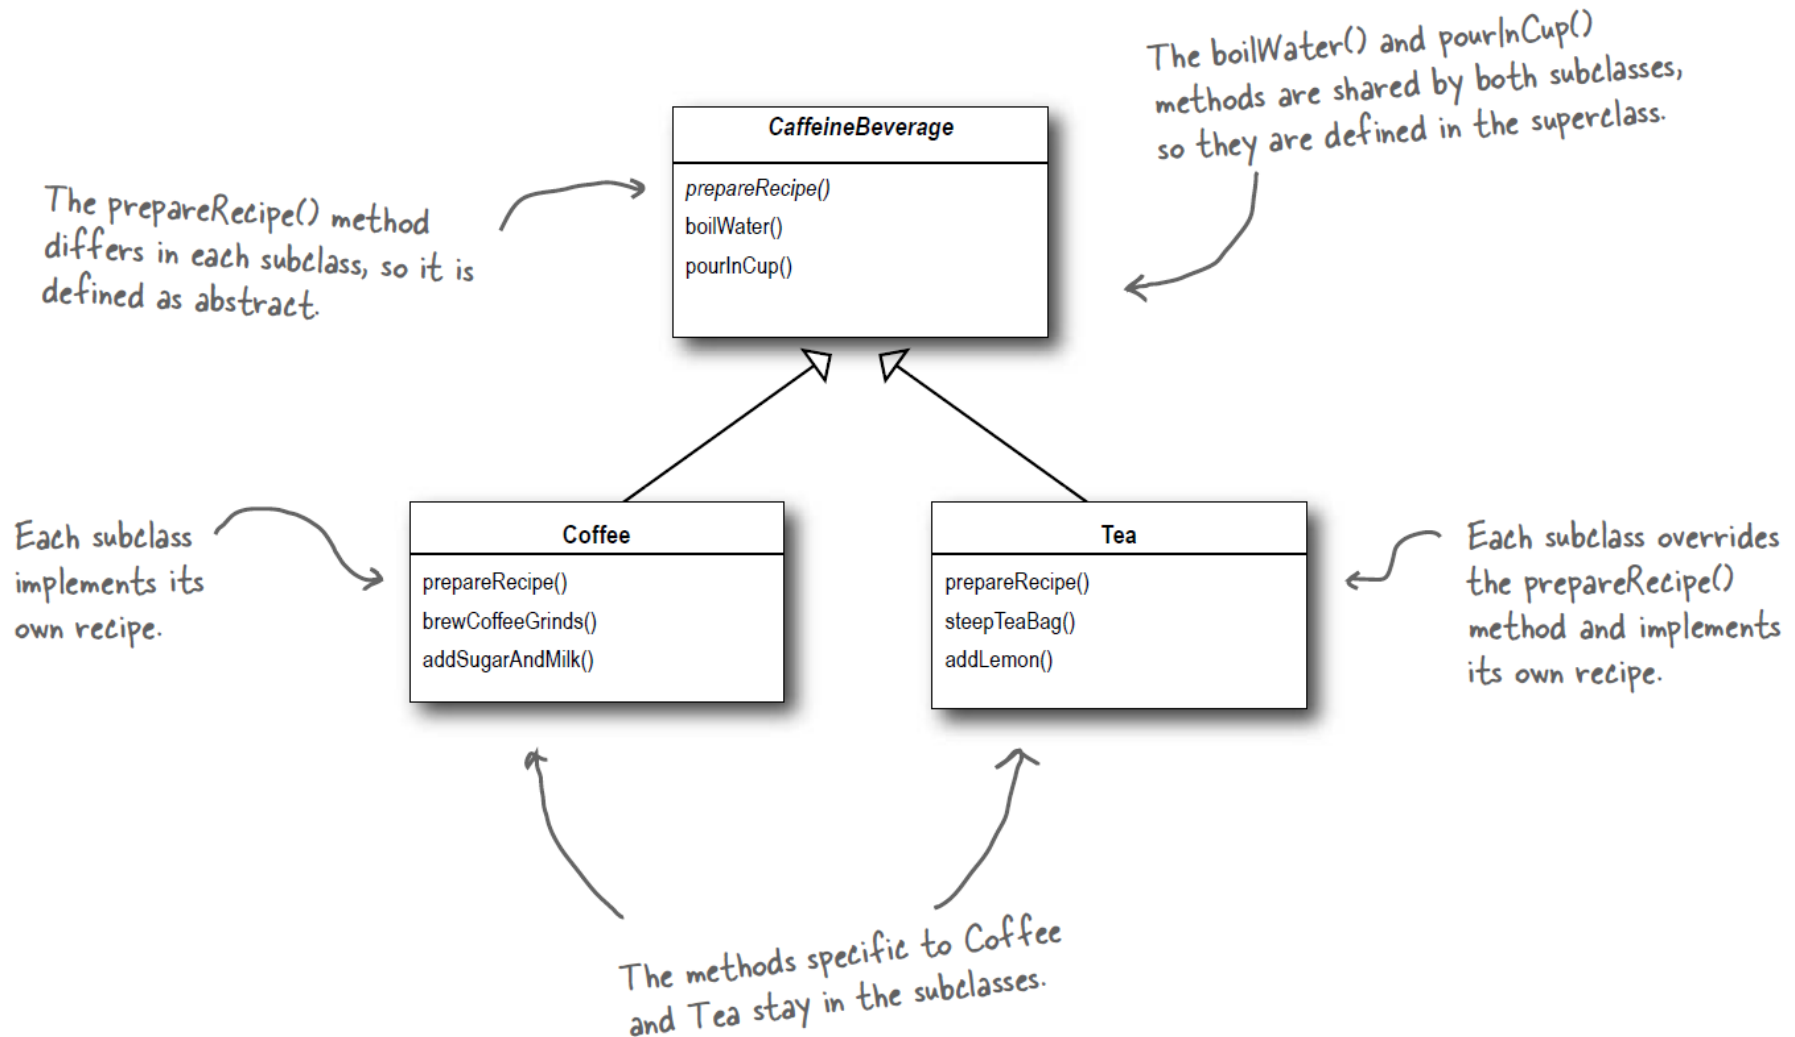 The boilWater() and pourInCup()
methods are shared by both subclasses,
so they are defined in the superclass.
CaffeineBeverage
prepareRecipe()
boilWater()
pourInCup()
The prepareRecipe() method
differs in each subclass, so it is
defined as abstract.
Each subclass
implements its
own recipe.
Coffee
prepareRecipe()
brewCoffeeGrinds()
addSugarAndMilk()
Tea
prepareRecipe()
steepTeaBag()
addLemon()
Each subclass overrides
the prepareRecipe()
method and implements
its own recipe.
The methods specific to Coffee
and Tea stay in the subclasses.